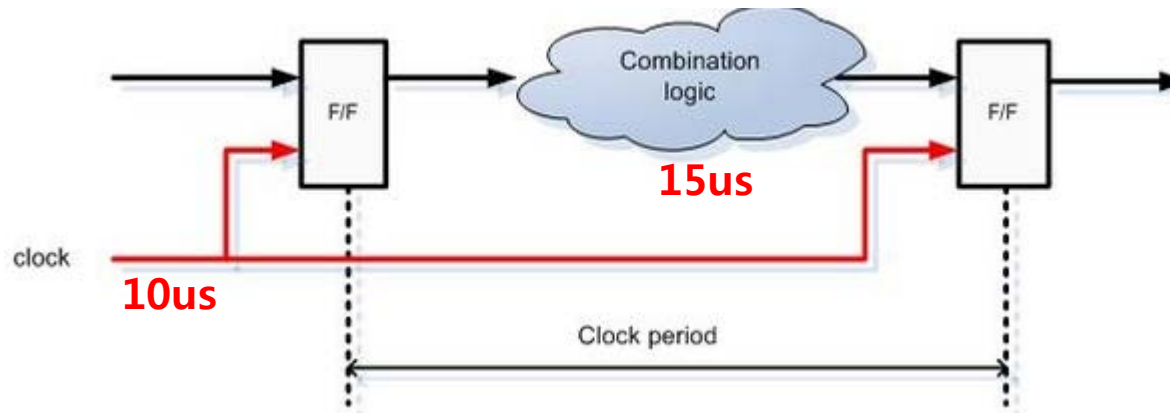 Combination
logic
F/F
F/F
15us
clock
10us
Clock period